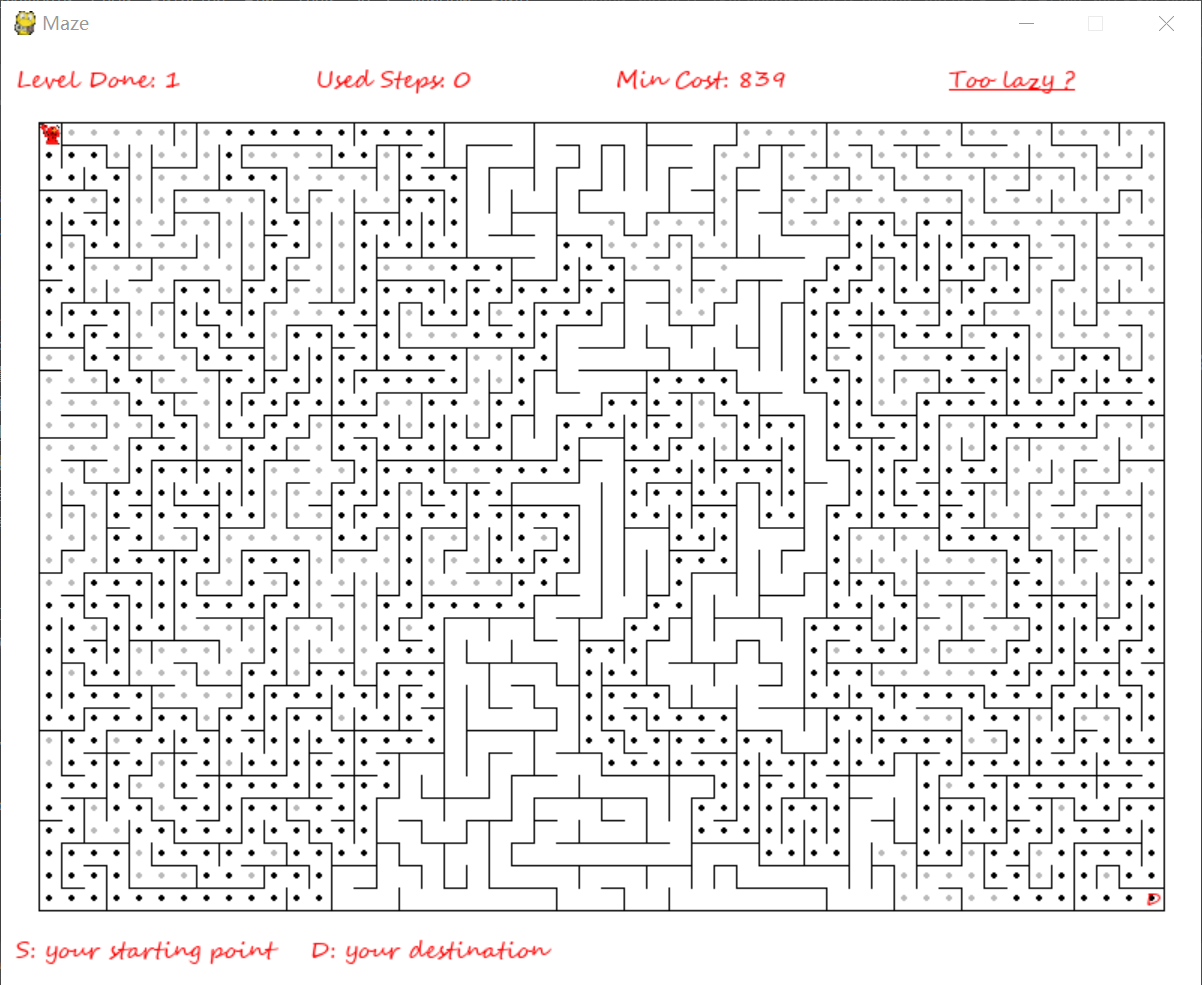 Maze
Level Done: 1 Used Steps: 0 Min Cost: 839 Too lazy ?
D
S: your starting point D: your destination